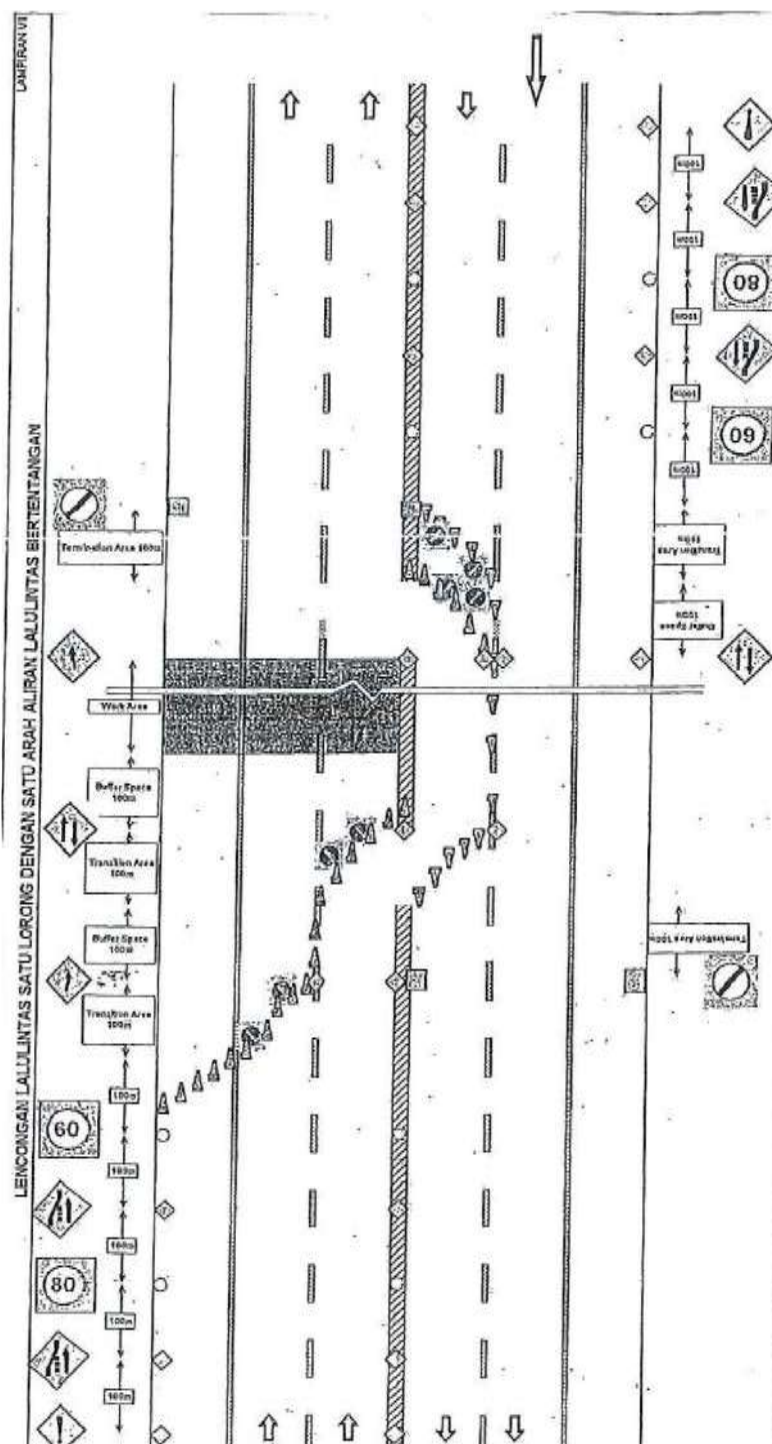 LAMPIRAN VII
LENCONGAN LALULINTAS SATU LORONG DENGAN SATU ARAH ALIRAN LALULINTAS BERTENTANGAN
Termination Area 100m
Work Area
Buffer Space
100m
Transition Area
100m
Buffer Space
100m
Transition Area
100m
100m
60
100m
100m
80
100m
100m
100m
100m
80
100m
100m
60
100m
Transition Area
Buffer Space
100m
Termination Area 100m